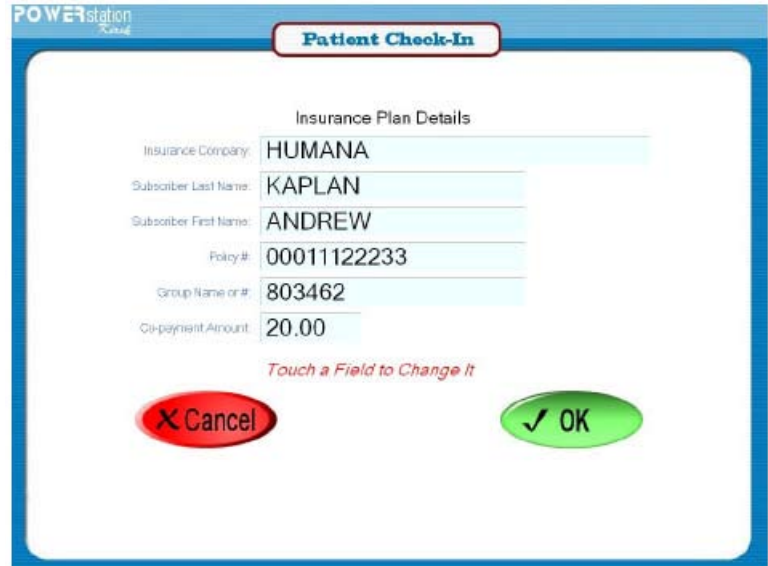 POWERstation
Kiosk
Patient Check-In
Insurance Plan Details
Insurance Company: HUMANA
Subscriber Last Name: KAPLAN
Subscriber First Name: ANDREW
Policy #: 00011122233
Group Name or #: 803462
Co-payment Amount: 20.00
Touch a Field to Change It
X Cancel
✓ OK